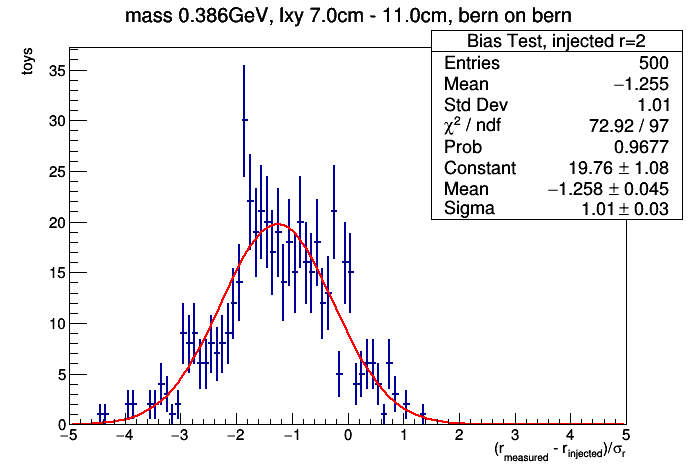 mass 0.386GeV, lxy 7.0cm - 11.0cm, bern on bern
Bias Test, injected r=2
Entries 500
Mean −1.255
Std Dev 1.01
χ² / ndf 72.92 / 97
Prob 0.9677
Constant 19.76 ± 1.08
Mean −1.258 ± 0.045
Sigma 1.01 ± 0.03
toys
35
30
25
20
15
10
5
0
−5 −4 −3 −2 −1 0 1 2 3 4 5
(r_measured - r_injected)/σ_r